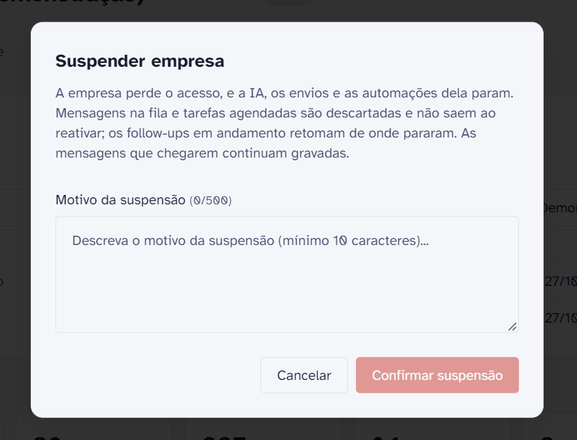 Suspender empresa
A empresa perde o acesso, e a IA, os envios e as automações dela param.
Mensagens na fila e tarefas agendadas são descartadas e não saem ao
reativar; os follow-ups em andamento retomam de onde pararam. As
mensagens que chegarem continuam gravadas.
Motivo da suspensão (0/500)
Descreva o motivo da suspensão (mínimo 10 caracteres)...
Cancelar
Confirmar suspensão